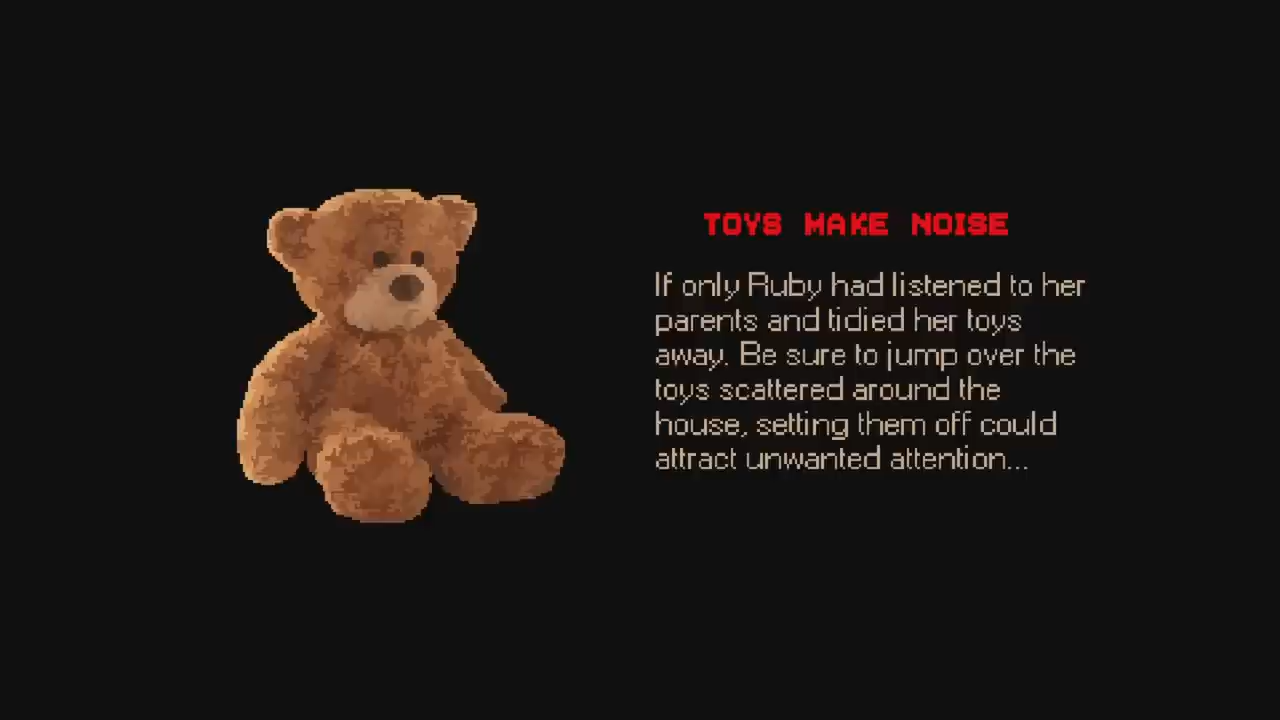 TOYS MAKE NOISE
If only Ruby had listened to her
parents and tidied her toys
away. Be sure to jump over the
toys scattered around the
house, setting them off could
attract unwanted attention...